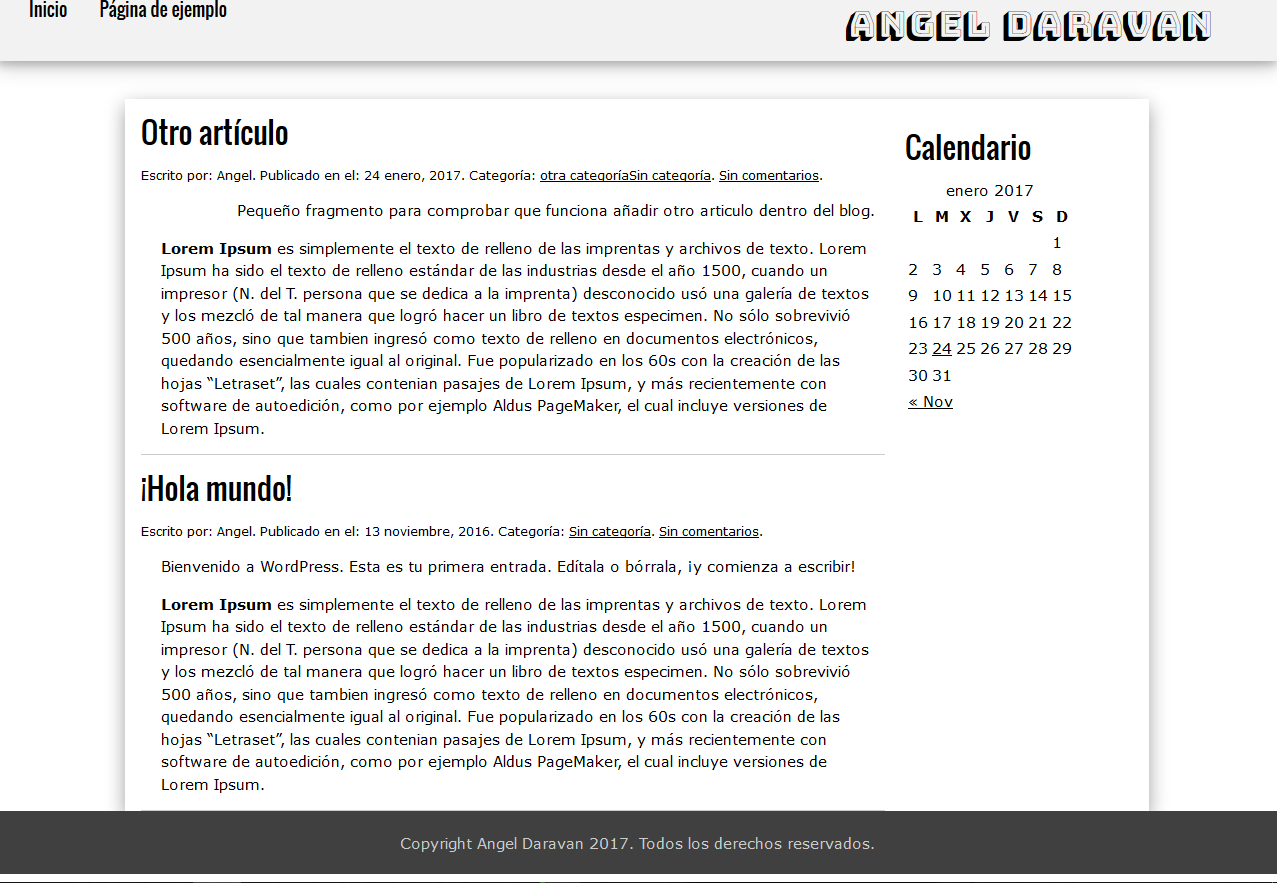 Inicio Página de ejemplo
ANGEL DARAVAN
Otro artículo
Escrito por: Angel. Publicado en el: 24 enero, 2017. Categoría: otra categoríaSin categoría. Sin comentarios.
Pequeño fragmento para comprobar que funciona añadir otro articulo dentro del blog.
Lorem Ipsum es simplemente el texto de relleno de las imprentas y archivos de texto. Lorem
Ipsum ha sido el texto de relleno estándar de las industrias desde el año 1500, cuando un
impresor (N. del T. persona que se dedica a la imprenta) desconocido usó una galería de textos
y los mezcló de tal manera que logró hacer un libro de textos especimen. No sólo sobrevivió
500 años, sino que tambien ingresó como texto de relleno en documentos electrónicos,
quedando esencialmente igual al original. Fue popularizado en los 60s con la creación de las
hojas “Letraset”, las cuales contenian pasajes de Lorem Ipsum, y más recientemente con
software de autoedición, como por ejemplo Aldus PageMaker, el cual incluye versiones de
Lorem Ipsum.
¡Hola mundo!
Escrito por: Angel. Publicado en el: 13 noviembre, 2016. Categoría: Sin categoría. Sin comentarios.
Bienvenido a WordPress. Esta es tu primera entrada. Edítala o bórrala, ¡y comienza a escribir!
Lorem Ipsum es simplemente el texto de relleno de las imprentas y archivos de texto. Lorem
Ipsum ha sido el texto de relleno estándar de las industrias desde el año 1500, cuando un
impresor (N. del T. persona que se dedica a la imprenta) desconocido usó una galería de textos
y los mezcló de tal manera que logró hacer un libro de textos especimen. No sólo sobrevivió
500 años, sino que tambien ingresó como texto de relleno en documentos electrónicos,
quedando esencialmente igual al original. Fue popularizado en los 60s con la creación de las
hojas “Letraset”, las cuales contenian pasajes de Lorem Ipsum, y más recientemente con
software de autoedición, como por ejemplo Aldus PageMaker, el cual incluye versiones de
Lorem Ipsum.
Calendario
enero 2017
L M X J V S D
1
2 3 4 5 6 7 8
9 10 11 12 13 14 15
16 17 18 19 20 21 22
23 24 25 26 27 28 29
30 31
« Nov
Copyright Angel Daravan 2017. Todos los derechos reservados.